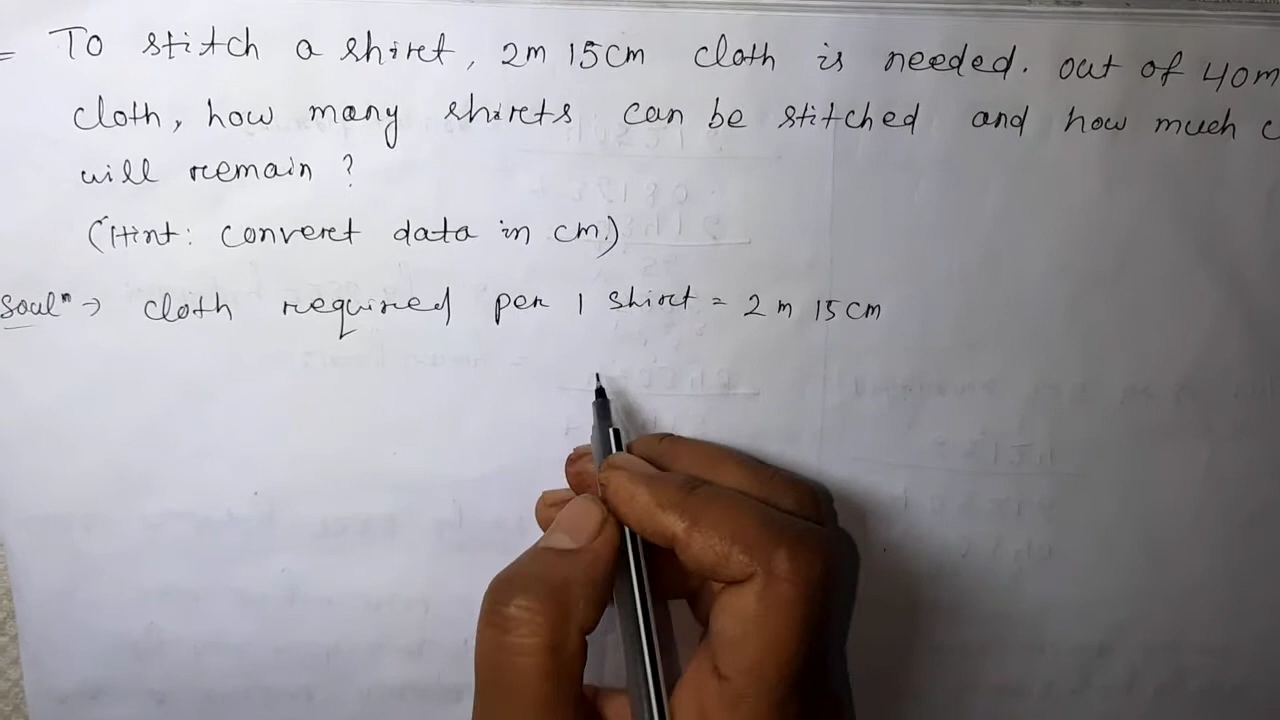 = To stitch a shirt, 2m 15cm cloth is needed. out of 40m
cloth, how many shirts can be stitched and how much c
will remain ?
(Hint: convert data in cm.)
Soulⁿ → cloth required per 1 shirt = 2 m 15 cm